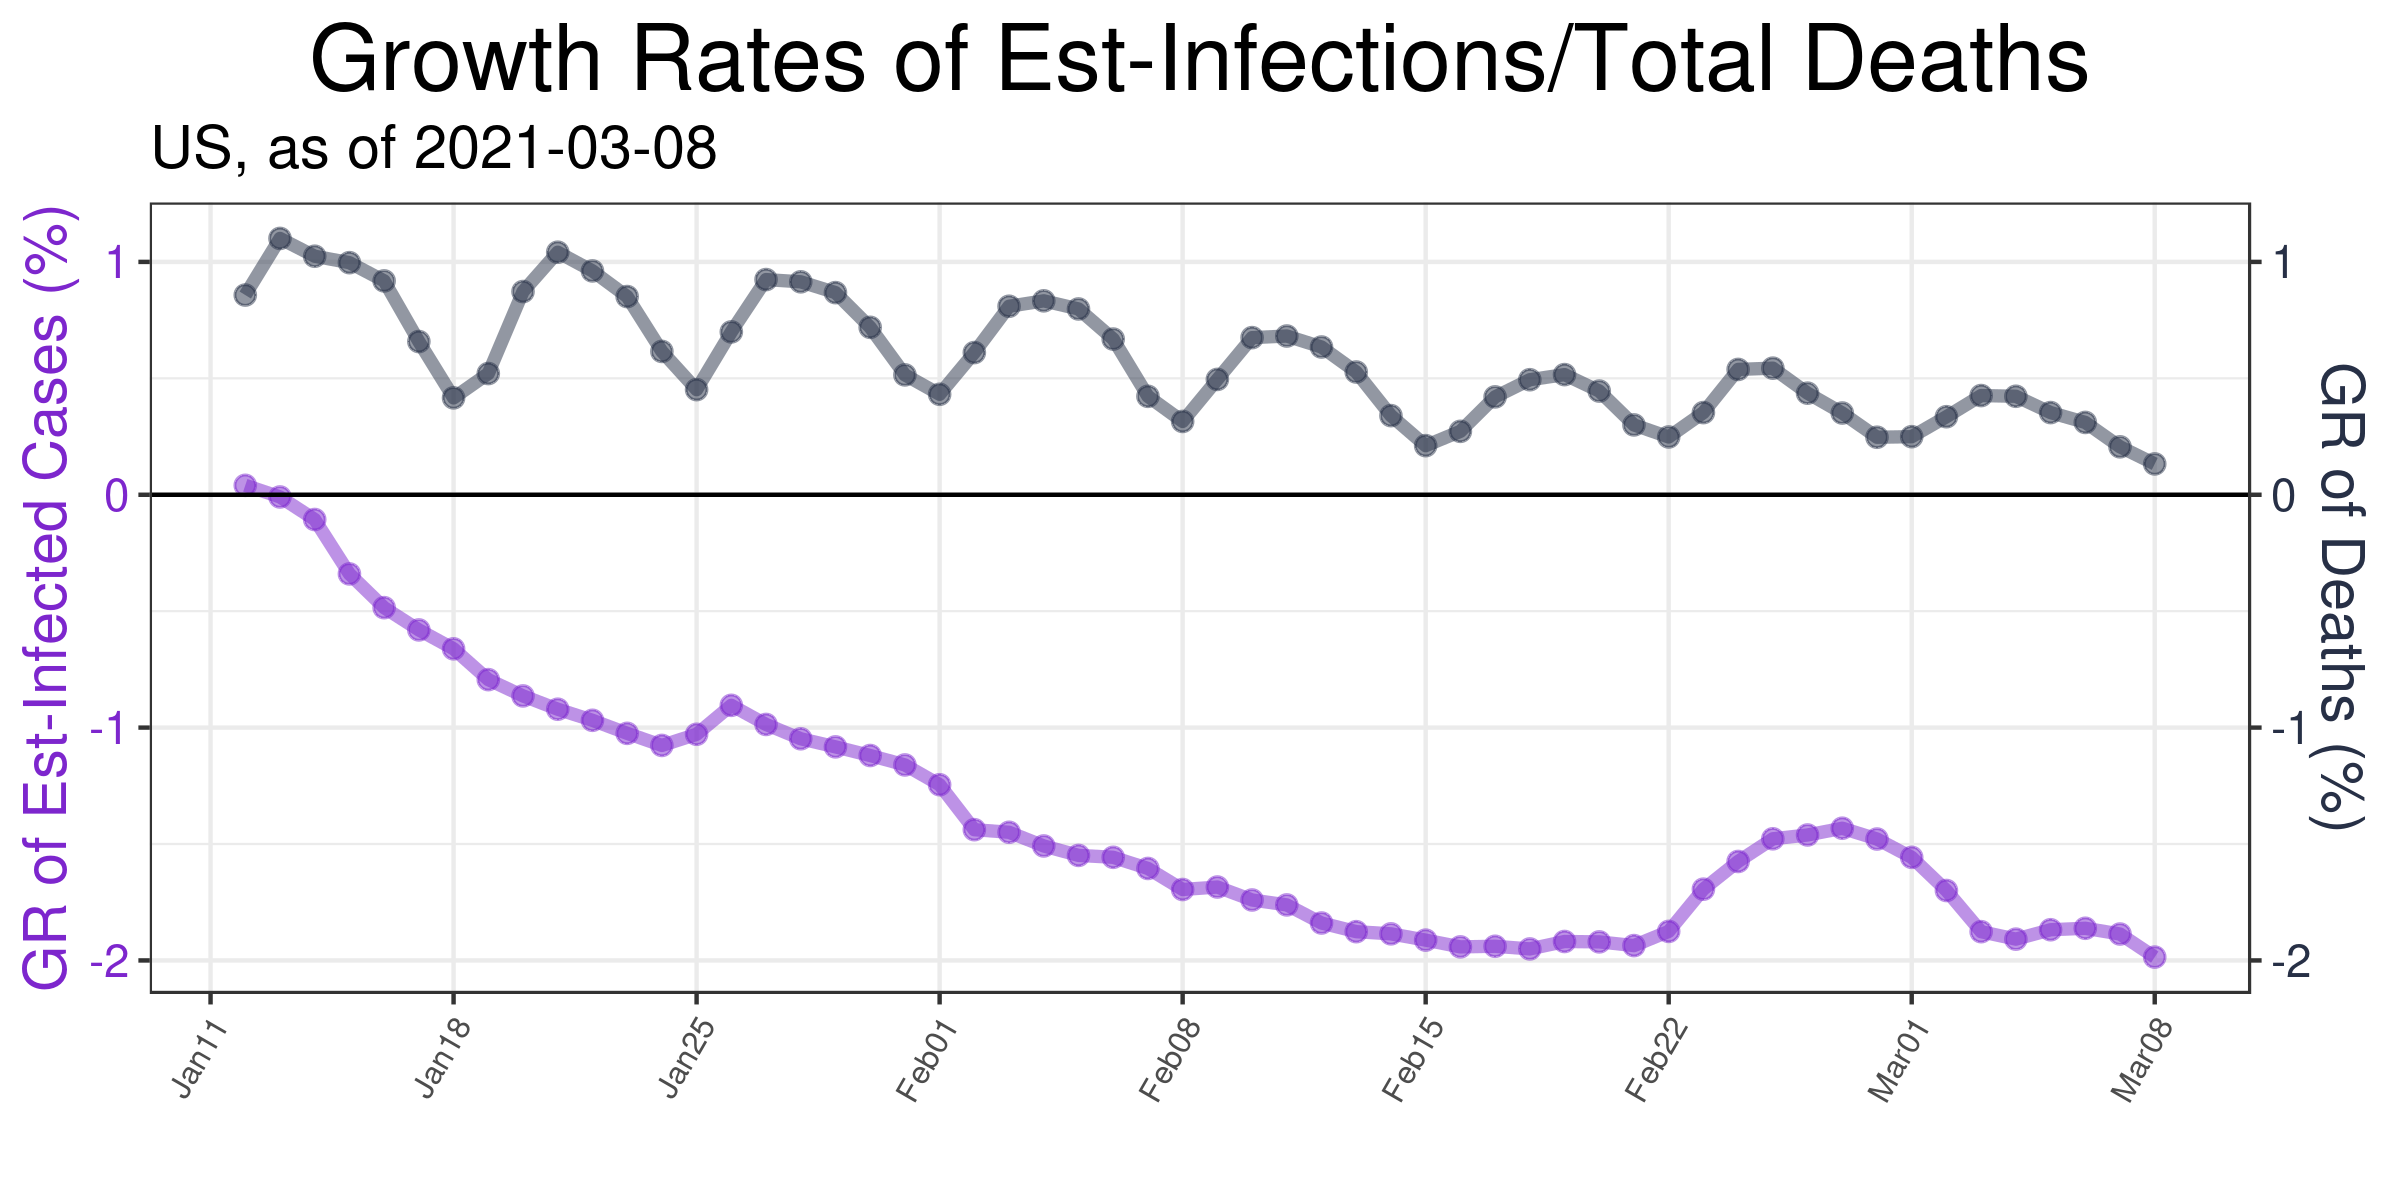 Growth Rates of Est-Infections/Total Deaths
US, as of 2021-03-08
GR of Est-Infected Cases (%)
1
0
-1
-2
1
0
-1
-2
GR of Deaths (%)
Jan11
Jan18
Jan25
Feb01
Feb08
Feb15
Feb22
Mar01
Mar08